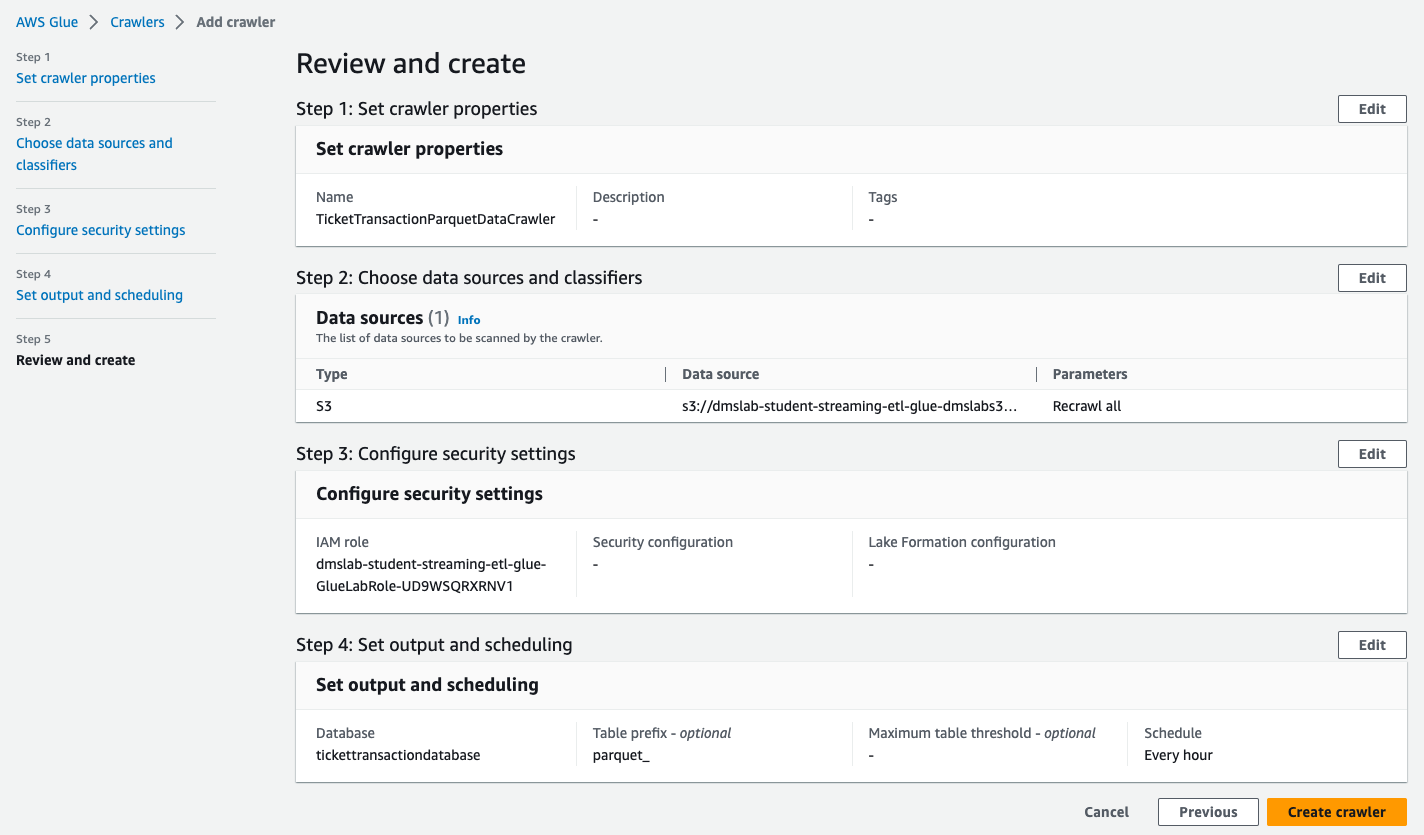 AWS Glue > Crawlers > Add crawler
Step 1
Set crawler properties
Step 2
Choose data sources and
classifiers
Step 3
Configure security settings
Step 4
Set output and scheduling
Step 5
Review and create
Review and create
Step 1: Set crawler properties
Edit
Set crawler properties
Name
TicketTransactionParquetDataCrawler
Description
-
Tags
-
Step 2: Choose data sources and classifiers
Edit
Data sources (1) Info
The list of data sources to be scanned by the crawler.
Type Data source Parameters
S3 s3://dmslab-student-streaming-etl-glue-dmslabs3... Recrawl all
Step 3: Configure security settings
Edit
Configure security settings
IAM role
dmslab-student-streaming-etl-glue-
GlueLabRole-UD9WSQRXRNV1
Security configuration
-
Lake Formation configuration
-
Step 4: Set output and scheduling
Edit
Set output and scheduling
Database
tickettransactiondatabase
Table prefix - optional
parquet_
Maximum table threshold - optional
-
Schedule
Every hour
Cancel Previous Create crawler